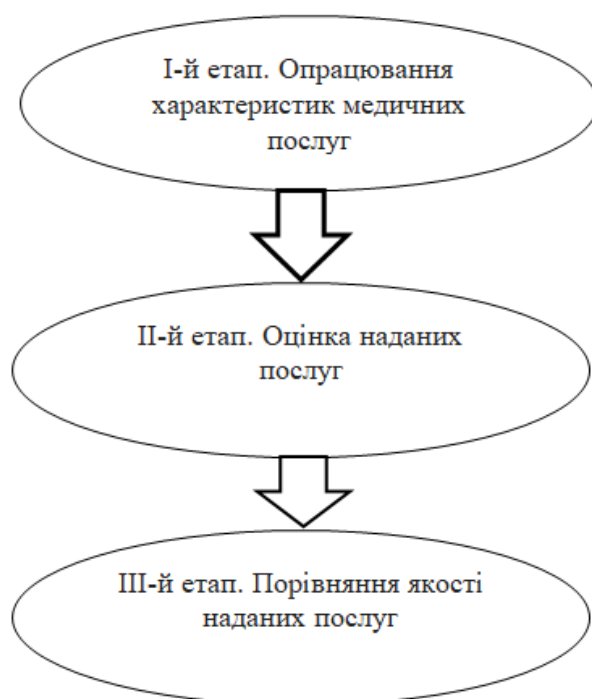 І-й етап. Опрацювання
характеристик медичних
послуг
ІІ-й етап. Оцінка наданих
послуг
ІІІ-й етап. Порівняння якості
наданих послуг